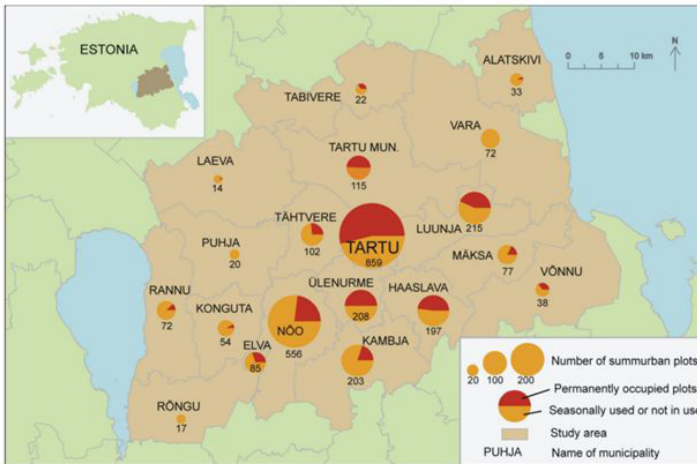 ESTONIA
0 5 10 km
N
ALATSKIVI
33
TABIVERE
22
VARA
72
TARTU MUN.
115
LAEVA
14
TÄHTVERE
102
LUUNJA
215
TARTU
859
PUHJA
20
MÄKSA
77
VÕNNU
38
RANNU
72
KONGUTA
54
ÜLENURME
208
HAASLAVA
197
NÕO
556
ELVA
85
KAMBJA
203
RÕNGU
17
20 100 200
Number of summurban plots
Permanently occupied plots
Seasonally used or not in use
Study area
PUHJA Name of municipality